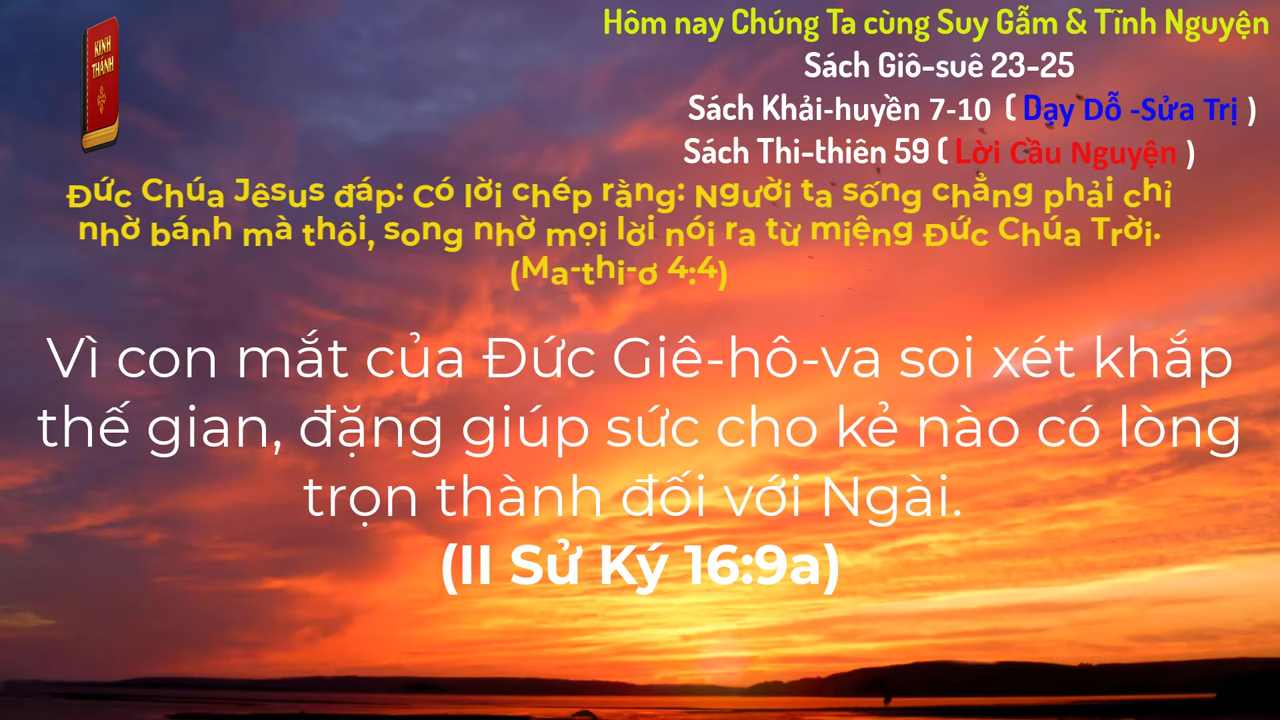 KINH
THÁNH
Hôm nay Chúng Ta cùng Suy Gẫm & Tĩnh Nguyện
Sách Giô-suê 23-25
Sách Khải-huyền 7-10 ( Dạy Dỗ -Sửa Trị )
Sách Thi-thiên 59 ( Lời Cầu Nguyện )
Đức Chúa Jêsus đáp: Có lời chép rằng: Người ta sống chẳng phải chỉ
nhờ bánh mà thôi, song nhờ mọi lời nói ra từ miệng Đức Chúa Trời.
(Ma-thi-ơ 4:4)
Vì con mắt của Đức Giê-hô-va soi xét khắp
thế gian, đặng giúp sức cho kẻ nào có lòng
trọn thành đối với Ngài.
(II Sử Ký 16:9a)